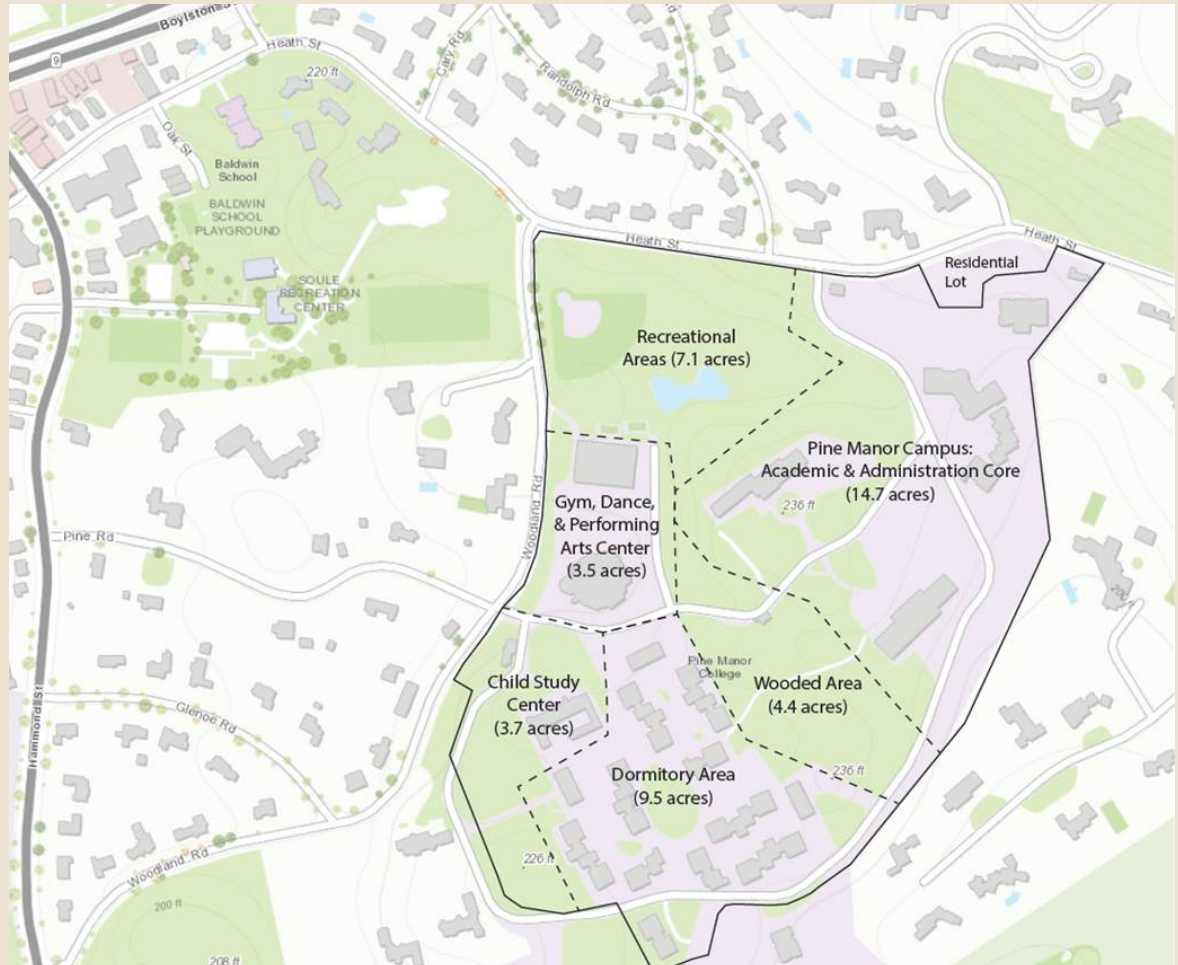 Boylston St
9
Heath St
220 ft
Cary Rd
Randolph Rd
Rd
Oak St
Baldwin
School
BALDWIN
SCHOOL
PLAYGROUND
SOULE
RECREATION
CENTER
Heath St
Heath St
Residential
Lot
Recreational
Areas (7.1 acres)
Pine Manor Campus:
Academic & Administration Core
(14.7 acres)
236 ft
Gym, Dance,
& Performing
Arts Center
(3.5 acres)
Woodland Rd
Pine Rd
200 ft
Pine Manor
College
Child Study
Center
(3.7 acres)
Wooded Area
(4.4 acres)
Glenoe Rd
Hammond St
Dormitory Area
(9.5 acres)
236 ft
226 ft
Woodland Rd
200 ft
208 ft